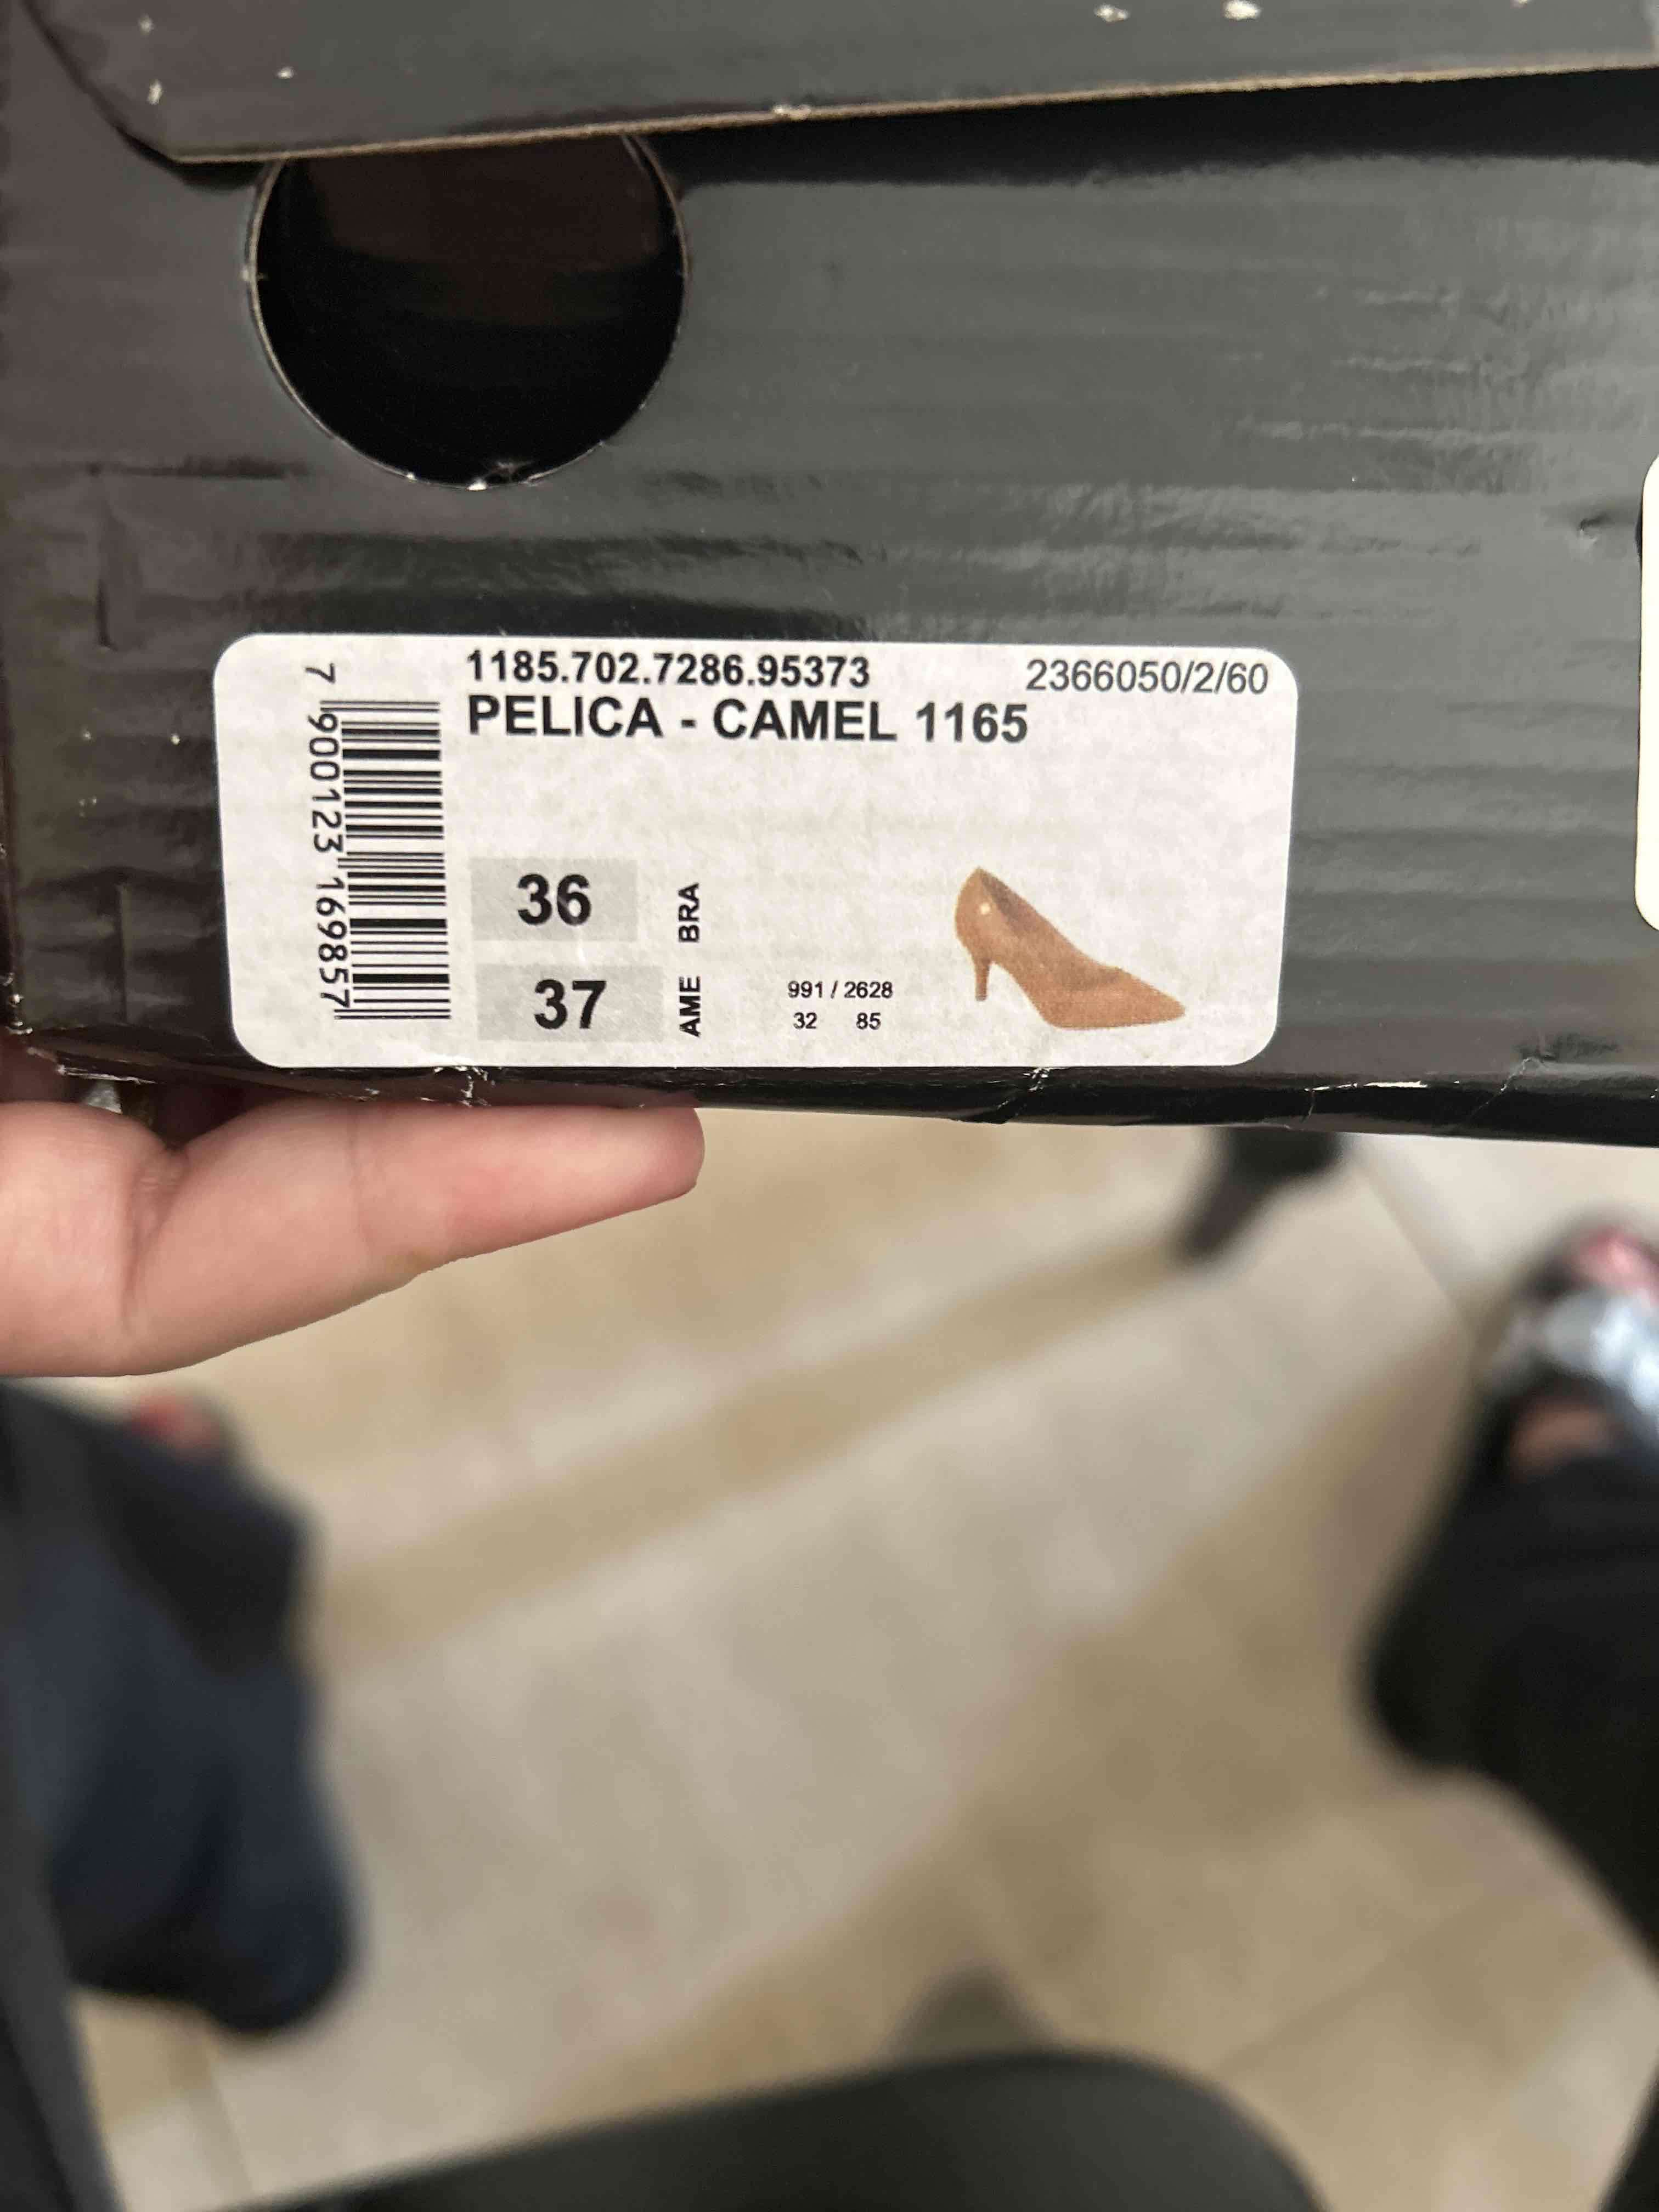 1185.702.7286.95373 2366050/2/60
PELICA - CAMEL 1165
7 900123 169857
36 BRA
37 AME
991 / 2628
32 85